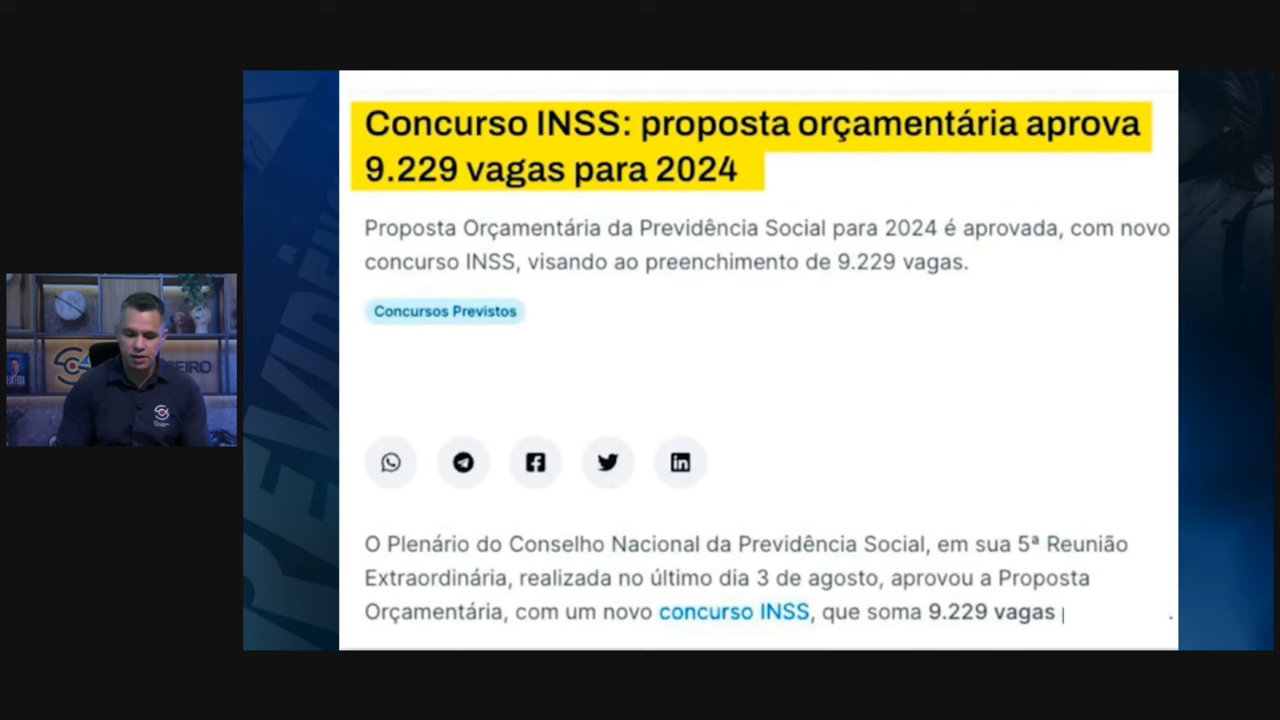 Concurso INSS: proposta orçamentária aprova
9.229 vagas para 2024
Proposta Orçamentária da Previdência Social para 2024 é aprovada, com novo
concurso INSS, visando ao preenchimento de 9.229 vagas.
Concursos Previstos
O Plenário do Conselho Nacional da Previdência Social, em sua 5ª Reunião
Extraordinária, realizada no último dia 3 de agosto, aprovou a Proposta
Orçamentária, com um novo concurso INSS, que soma 9.229 vagas